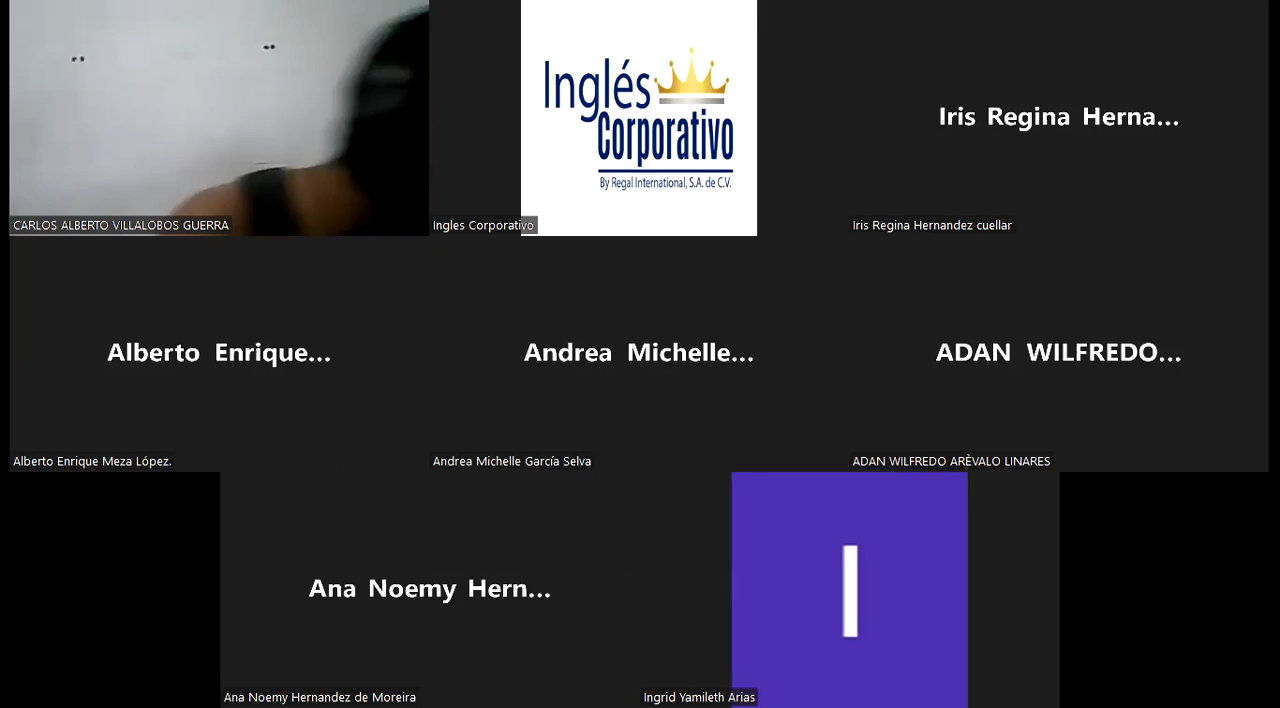 CARLOS ALBERTO VILLALOBOS GUERRA
Inglés
Corporativo
By Regal International, S.A. de C.V.
Ingles Corporativo
Iris Regina Herna...
Iris Regina Hernandez cuellar
Alberto Enrique...
Alberto Enrique Meza López.
Andrea Michelle...
Andrea Michelle García Selva
ADAN WILFREDO...
ADAN WILFREDO ARÈVALO LINARES
Ana Noemy Hern...
Ana Noemy Hernandez de Moreira
I
Ingrid Yamileth Arias